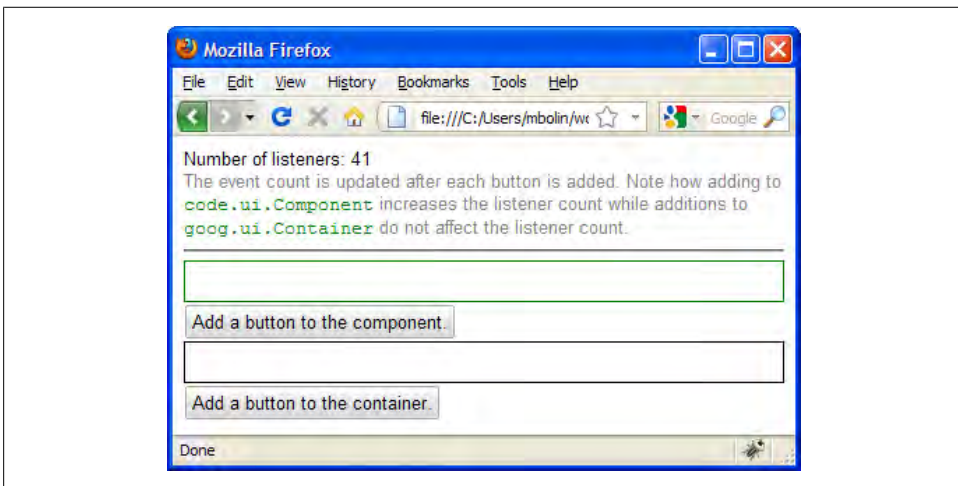 Mozilla Firefox
File Edit View History Bookmarks Tools Help
file:///C:/Users/mbolin/wo Google
Number of listeners: 41
The event count is updated after each button is added. Note how adding to
code.ui.Component increases the listener count while additions to
goog.ui.Container do not affect the listener count.
Add a button to the component.
Add a button to the container.
Done